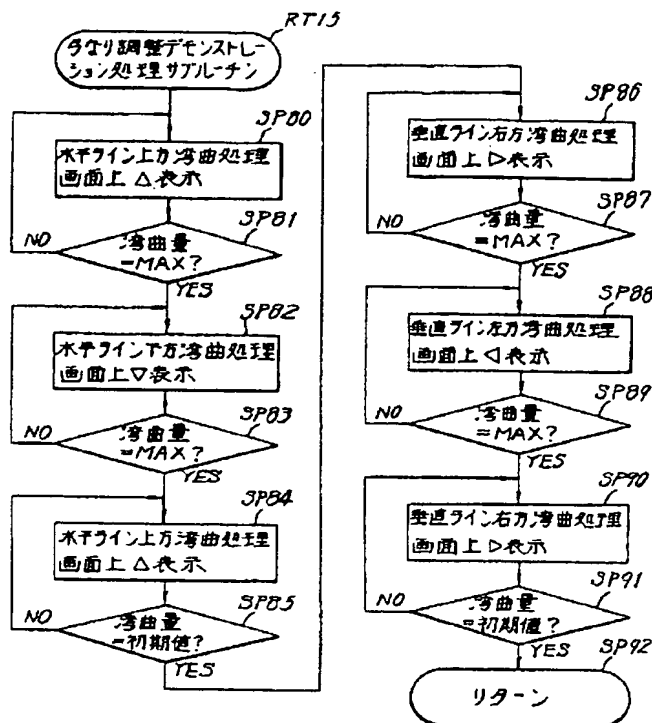 RT15
弓なり調整デモンストレー
ション処理サブルーチン
SP80
水平ライン上方湾曲処理
画面上△表示
SP81
湾曲量
=MAX?
NO
YES
SP82
水平ライン下方湾曲処理
画面上▽表示
SP83
湾曲量
=MAX?
NO
YES
SP84
水平ライン上方湾曲処理
画面上△表示
SP85
湾曲量
=初期値?
NO
YES
SP86
垂直ライン右方湾曲処理
画面上▷表示
SP87
湾曲量
=MAX?
NO
YES
SP88
垂直ライン左方湾曲処理
画面上◁表示
SP89
湾曲量
=MAX?
NO
YES
SP90
垂直ライン右方湾曲処理
画面上▷表示
SP91
湾曲量
=初期値?
NO
YES
SP92
リターン